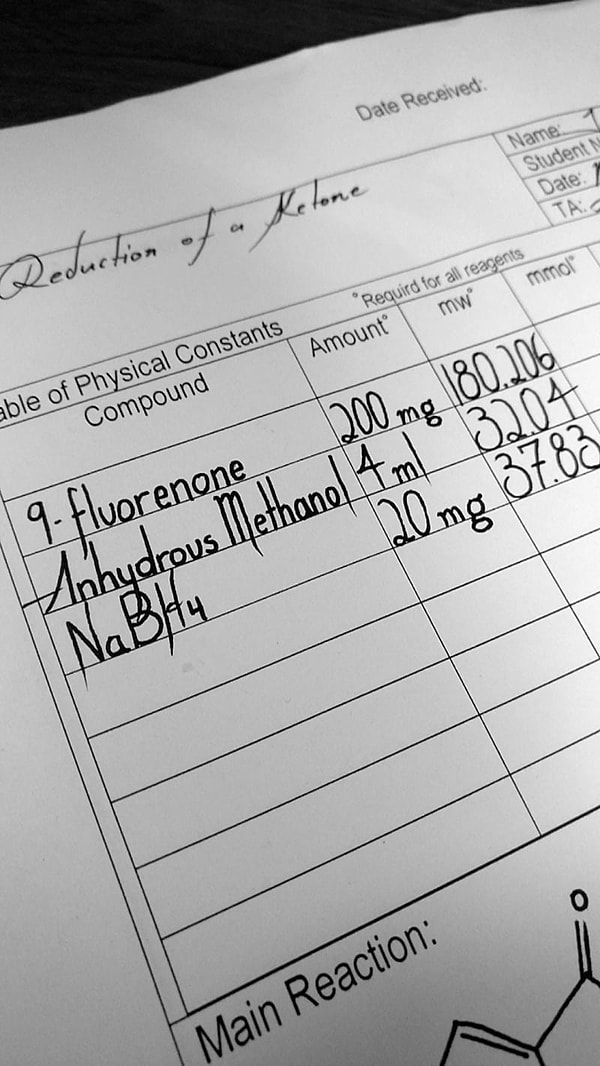 Date Received:
Name:
Student N
Date:
TA:
Reduction of a Ketone
°Requird for all reagents
able of Physical Constants
Compound Amount° mw° mmol°
9-fluorenone 200 mg 180.206
Anhydrous Methanol 4 ml 32.04
NaBH4 20 mg 37.83
Main Reaction:
O